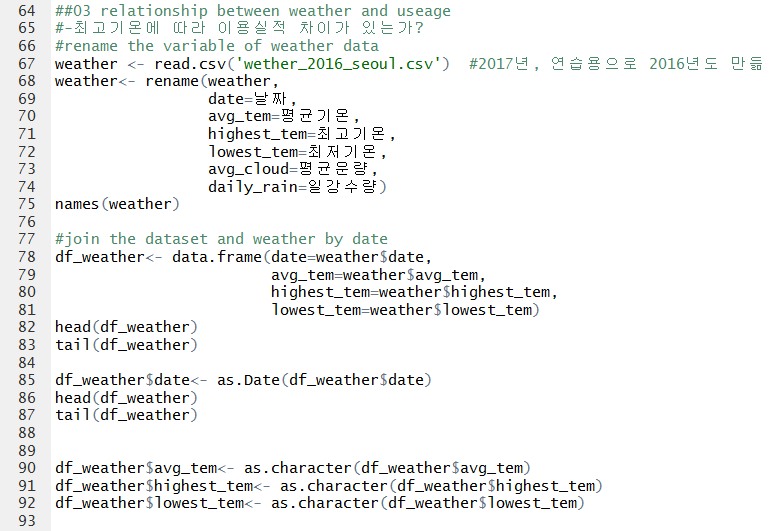 64 ##03 relationship between weather and useage
65 #-최고기온에 따라 이용실적 차이가 있는가?
66 #rename the variable of weather data
67 weather <- read.csv('wether_2016_seoul.csv')  #2017년, 연습용으로 2016년도 만듦
68 weather<- rename(weather,
69                  date=날짜,
70                  avg_tem=평균기온,
71                  highest_tem=최고기온,
72                  lowest_tem=최저기온,
73                  avg_cloud=평균운량,
74                  daily_rain=일강수량)
75 names(weather)
76
77 #join the dataset and weather by date
78 df_weather<- data.frame(date=weather$date,
79                         avg_tem=weather$avg_tem,
80                         highest_tem=weather$highest_tem,
81                         lowest_tem=weather$lowest_tem)
82 head(df_weather)
83 tail(df_weather)
84
85 df_weather$date<- as.Date(df_weather$date)
86 head(df_weather)
87 tail(df_weather)
88
89
90 df_weather$avg_tem<- as.character(df_weather$avg_tem)
91 df_weather$highest_tem<- as.character(df_weather$highest_tem)
92 df_weather$lowest_tem<- as.character(df_weather$lowest_tem)
93